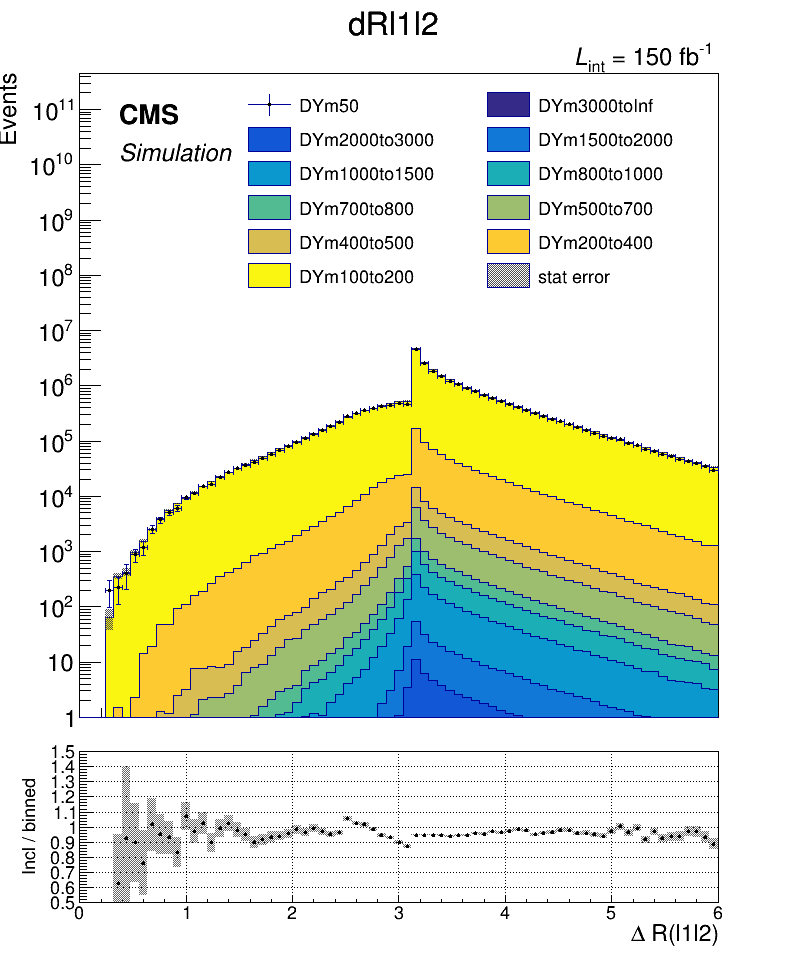 dRl1l2
L_int = 150 fb^-1
Events
CMS
Simulation
DYm50
DYm3000toInf
DYm2000to3000
DYm1500to2000
DYm1000to1500
DYm800to1000
DYm700to800
DYm500to700
DYm400to500
DYm200to400
DYm100to200
stat error
10^11
10^10
10^9
10^8
10^7
10^6
10^5
10^4
10^3
10^2
10
1
Incl / binned
1.5
1.4
1.3
1.2
1.1
1
0.9
0.8
0.7
0.6
0.5
0 1 2 3 4 5 6
Δ R(l1l2)